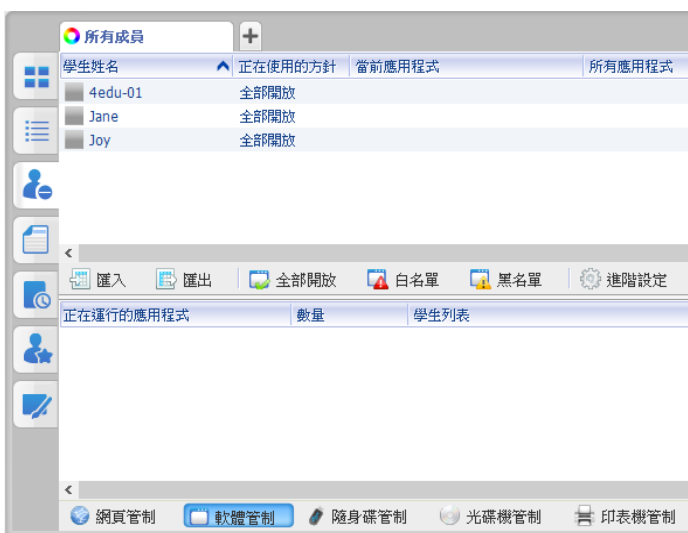 所有成員
學生姓名 正在使用的方針 當前應用程式 所有應用程式
4edu-01 全部開放
Jane 全部開放
Joy 全部開放
匯入 匯出 全部開放 白名單 黑名單 進階設定
正在運行的應用程式 數量 學生列表
網頁管制 軟體管制 隨身碟管制 光碟機管制 印表機管制